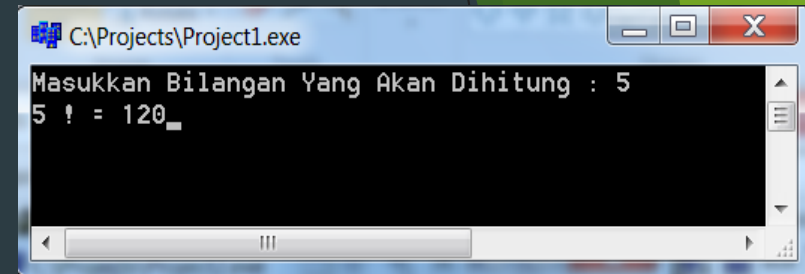 C:\Projects\Project1.exe
Masukkan Bilangan Yang Akan Dihitung : 5
5 ! = 120_